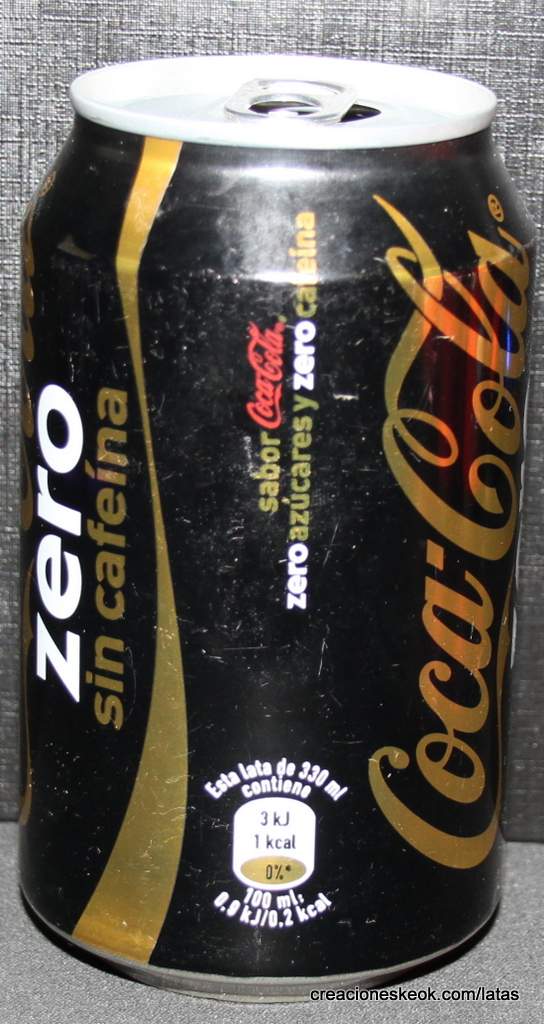 zero
sin cafeína
sabor Coca-Cola
zero azúcares y zero cafeína
Coca-Cola®
Esta lata de 330 ml
contiene
3 kJ
1 kcal
0%*
100 ml:
0.8 kJ/0.2 kcal
creacioneskeok.com/latas